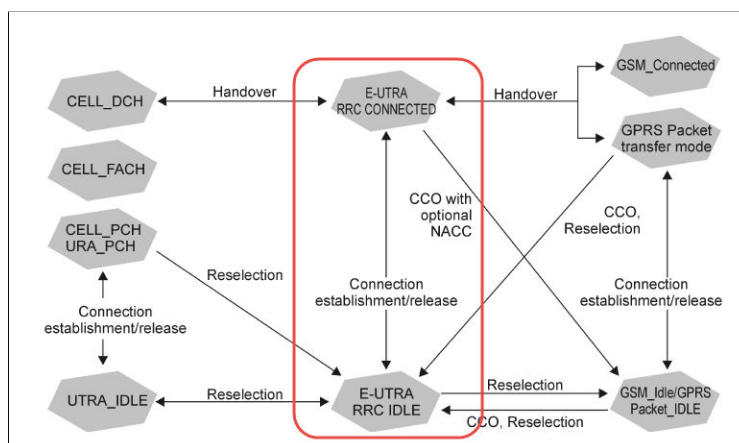 GSM_Connected
E-UTRA
RRC CONNECTED
CELL_DCH
Handover
Handover
GPRS Packet
transfer mode
CELL_FACH
CELL_PCH
URA_PCH
CCO with
optional
NACC
CCO,
Reselection
Reselection
Connection
establishment/release
Connection
establishment/release
Connection
establishment/release
UTRA_IDLE
Reselection
E-UTRA
RRC IDLE
Reselection
CCO, Reselection
GSM_Idle/GPRS
Packet_IDLE